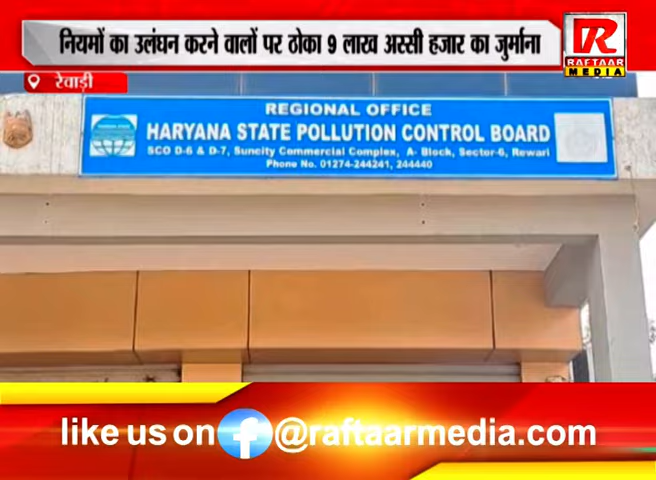 नियमों का उलंघन करने वालों पर ठोका 9 लाख अस्सी हजार का जुर्माना
R
RAFTAAR
MEDIA
रेवाड़ी
REGIONAL OFFICE
HARYANA STATE POLLUTION CONTROL BOARD
SCO D-6 & D-7, Suncity Commercial Complex, A- Block, Sector-6, Rewari
Phone No. 01274-244241, 244440
like us on f @raftaarmedia.com